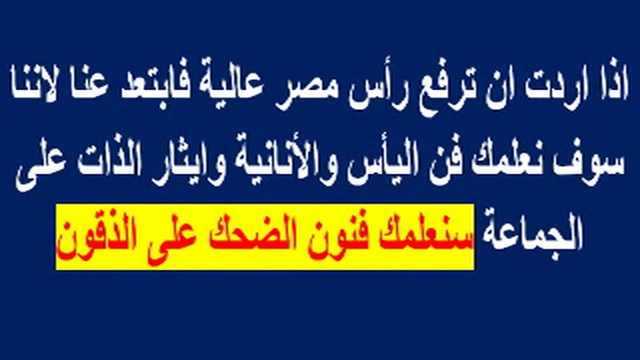 اذا اردت ان ترفع رأس مصر عالية فابتعد عنا لاننا
سوف نعلمك فن اليأس والأنانية وايثار الذات على
الجماعة سنعلمك فنون الضحك على الذقون